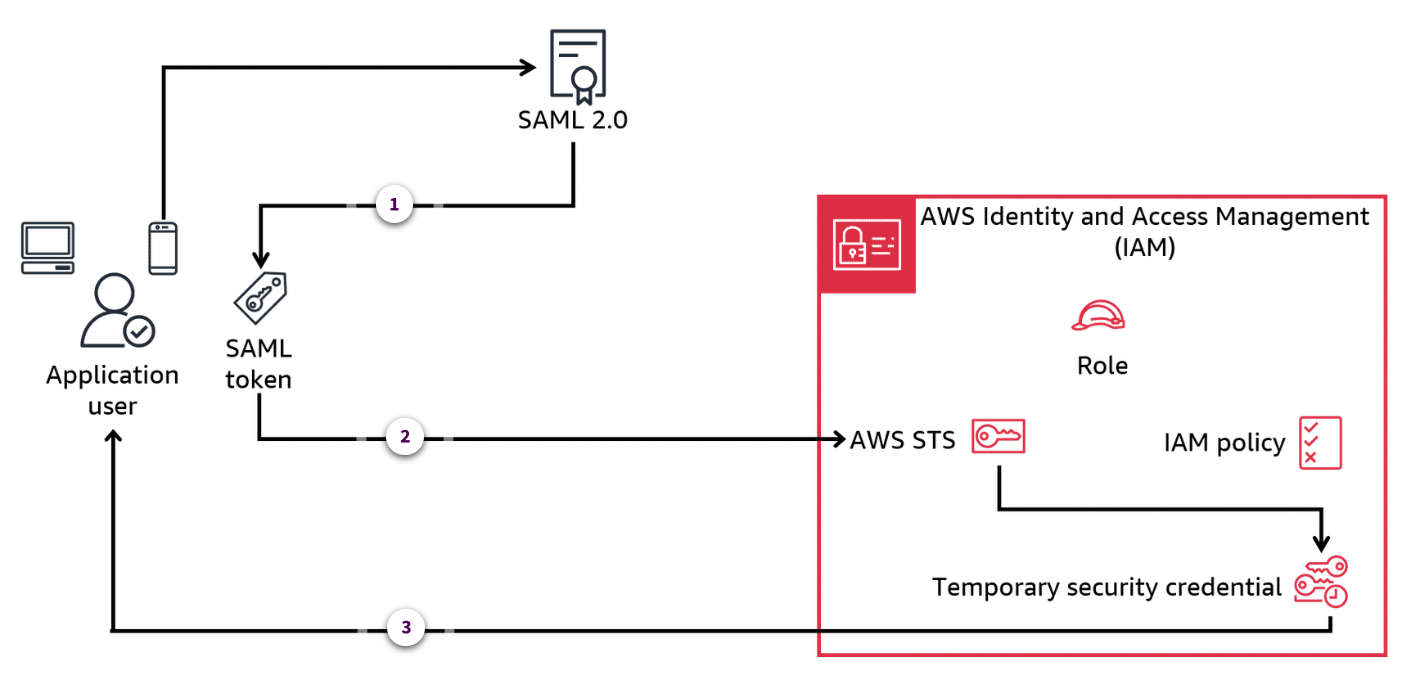 SAML 2.0
1
AWS Identity and Access Management
(IAM)
SAML
token
Application
user
Role
2
AWS STS
IAM policy
Temporary security credential
3